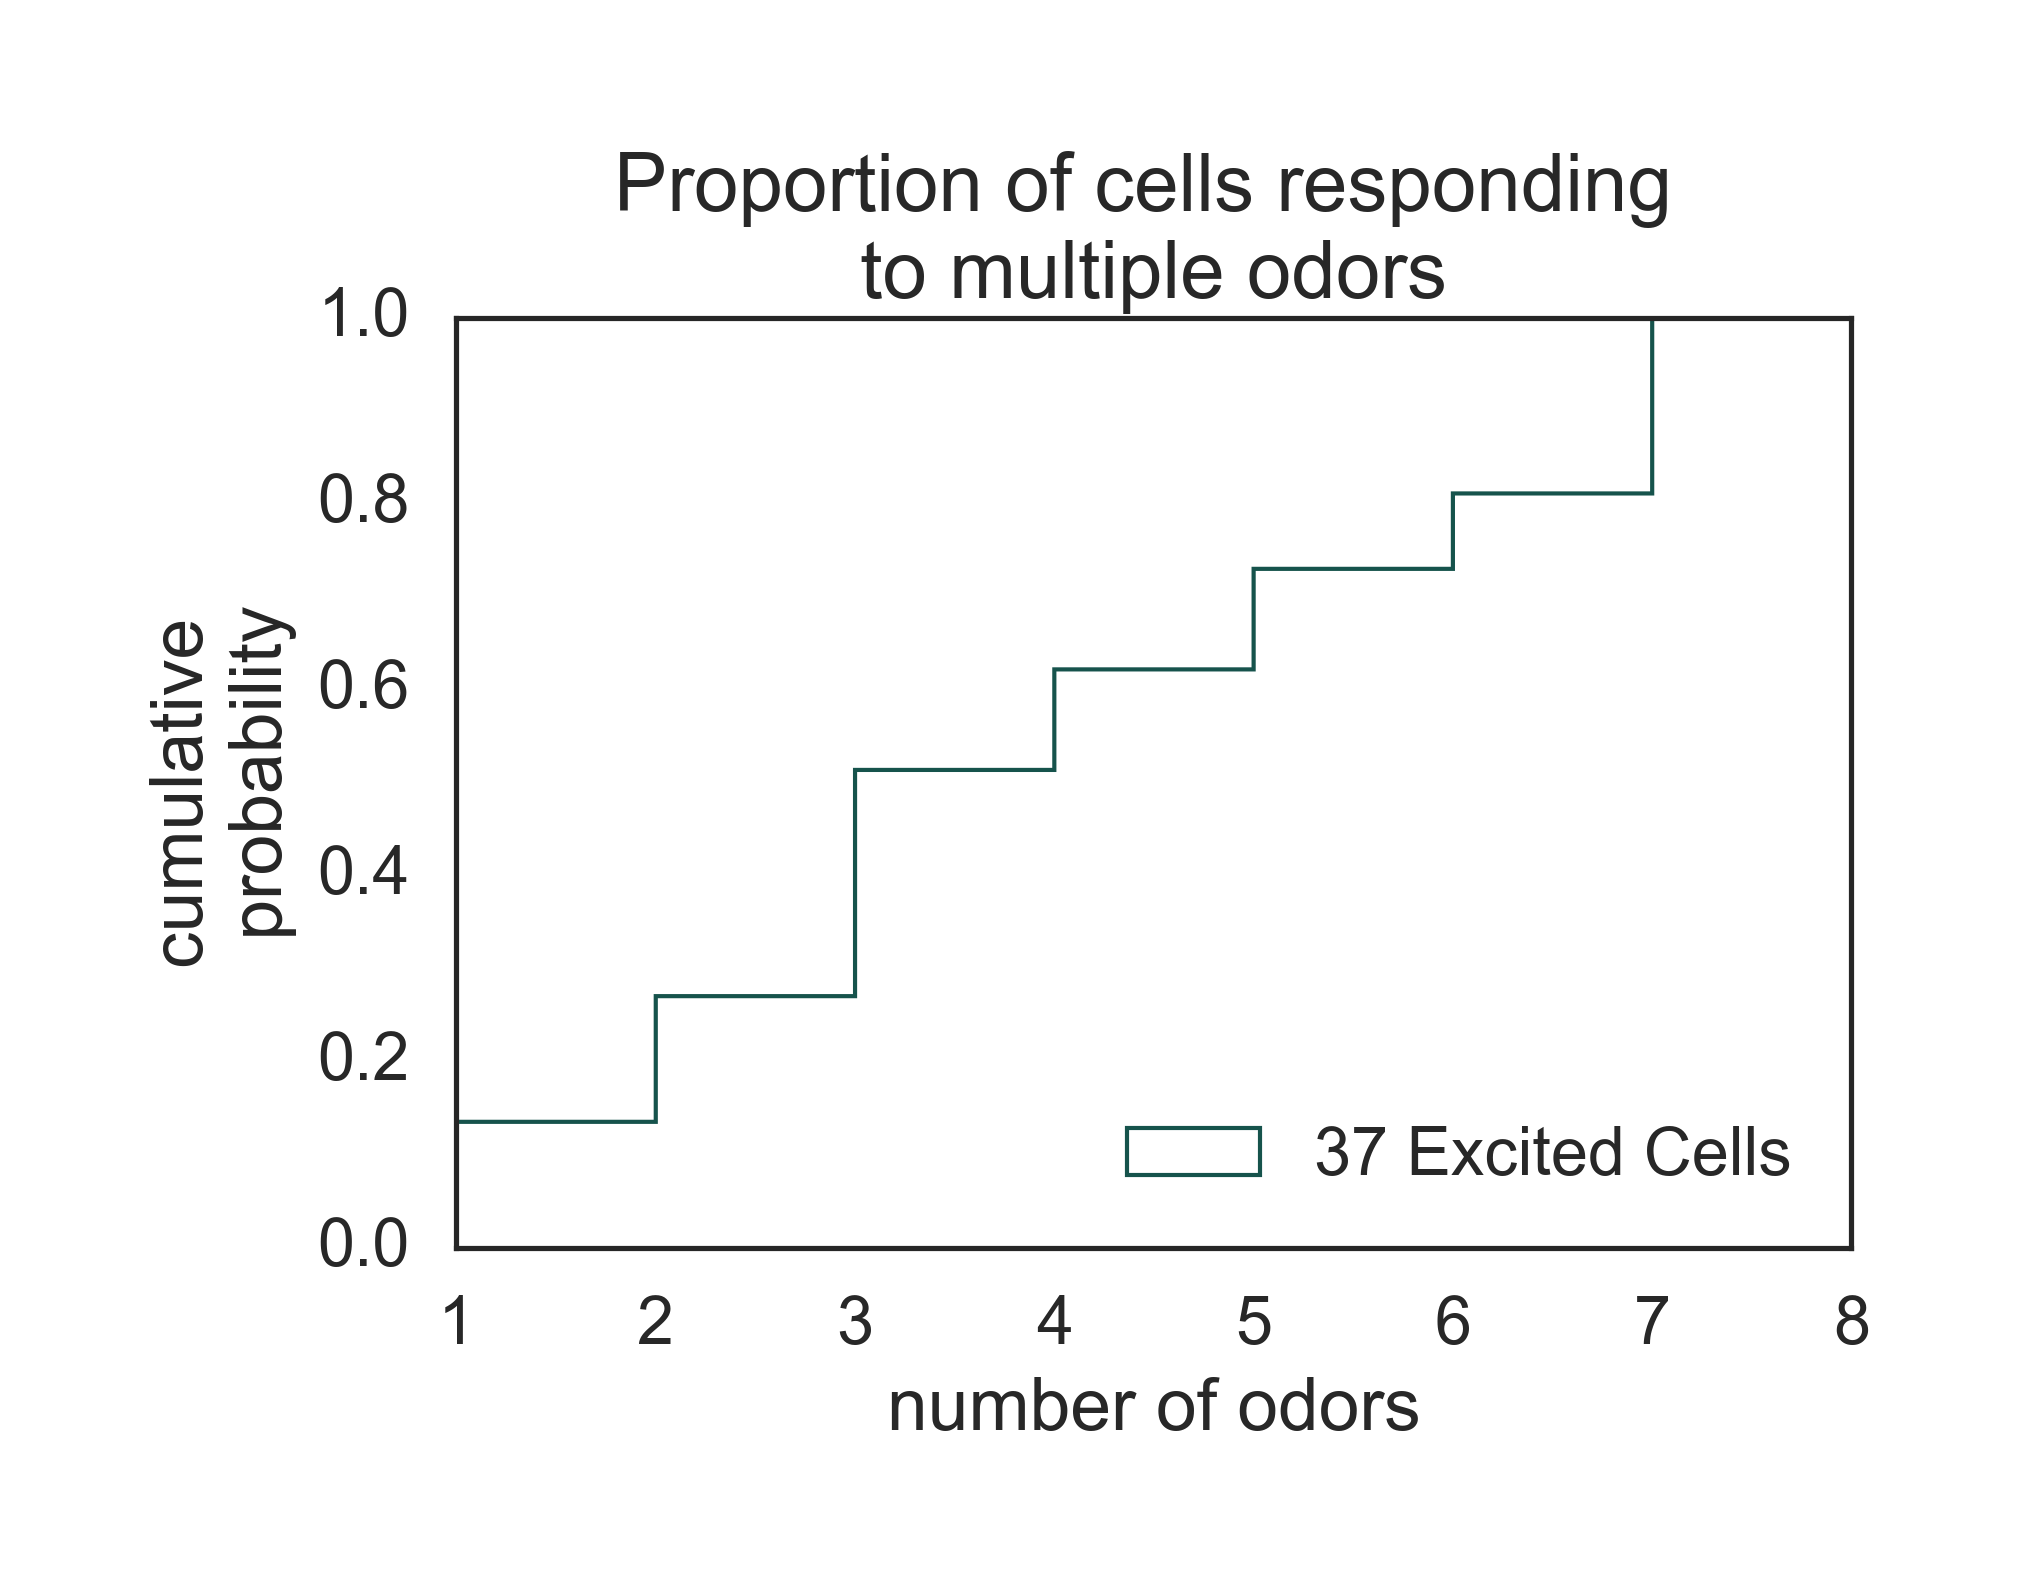 Proportion of cells responding
to multiple odors
1.0
0.8
0.6
0.4
0.2
0.0
cumulative
probability
37 Excited Cells
1 2 3 4 5 6 7 8
number of odors